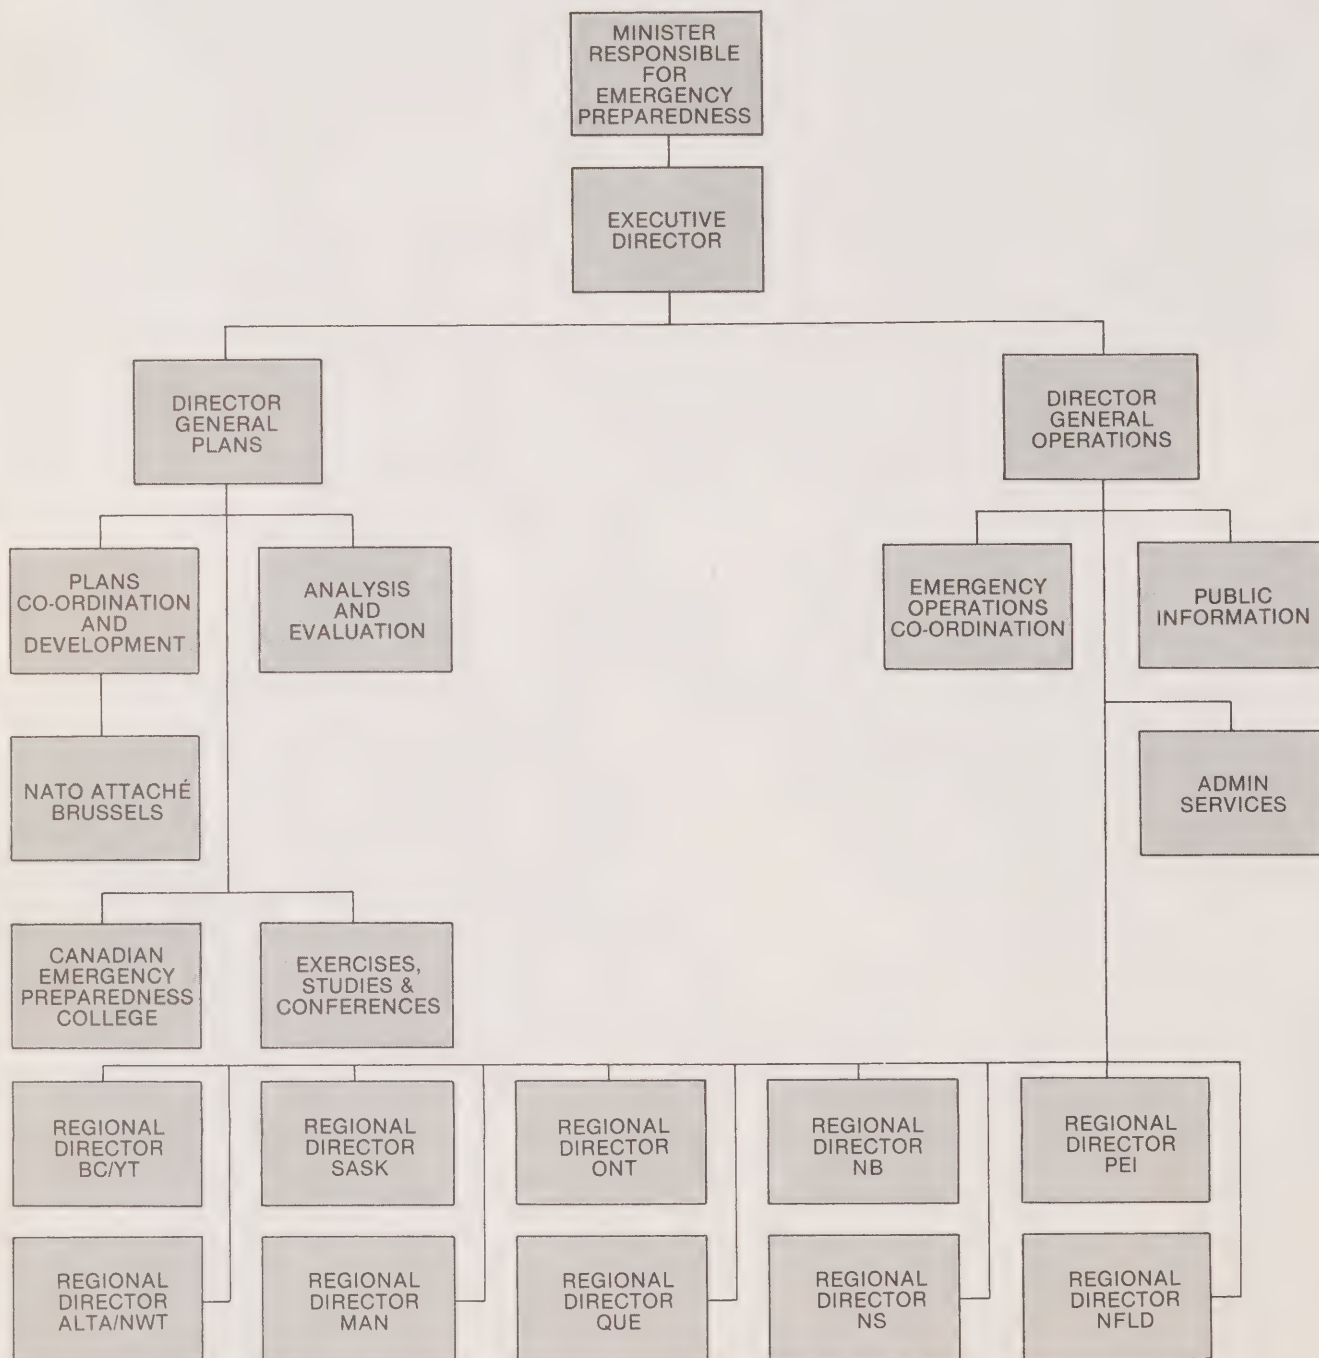 MINISTER
RESPONSIBLE
FOR
EMERGENCY
PREPAREDNESS
EXECUTIVE
DIRECTOR
DIRECTOR
GENERAL
PLANS
DIRECTOR
GENERAL
OPERATIONS
PLANS
CO-ORDINATION
AND
DEVELOPMENT
ANALYSIS
AND
EVALUATION
EMERGENCY
OPERATIONS
CO-ORDINATION
PUBLIC
INFORMATION
NATO ATTACHÉ
BRUSSELS
ADMIN
SERVICES
CANADIAN
EMERGENCY
PREPAREDNESS
COLLEGE
EXERCISES,
STUDIES &
CONFERENCES
REGIONAL
DIRECTOR
BC/YT
REGIONAL
DIRECTOR
SASK
REGIONAL
DIRECTOR
ONT
REGIONAL
DIRECTOR
NB
REGIONAL
DIRECTOR
PEI
REGIONAL
DIRECTOR
ALTA/NWT
REGIONAL
DIRECTOR
MAN
REGIONAL
DIRECTOR
QUE
REGIONAL
DIRECTOR
NS
REGIONAL
DIRECTOR
NFLD